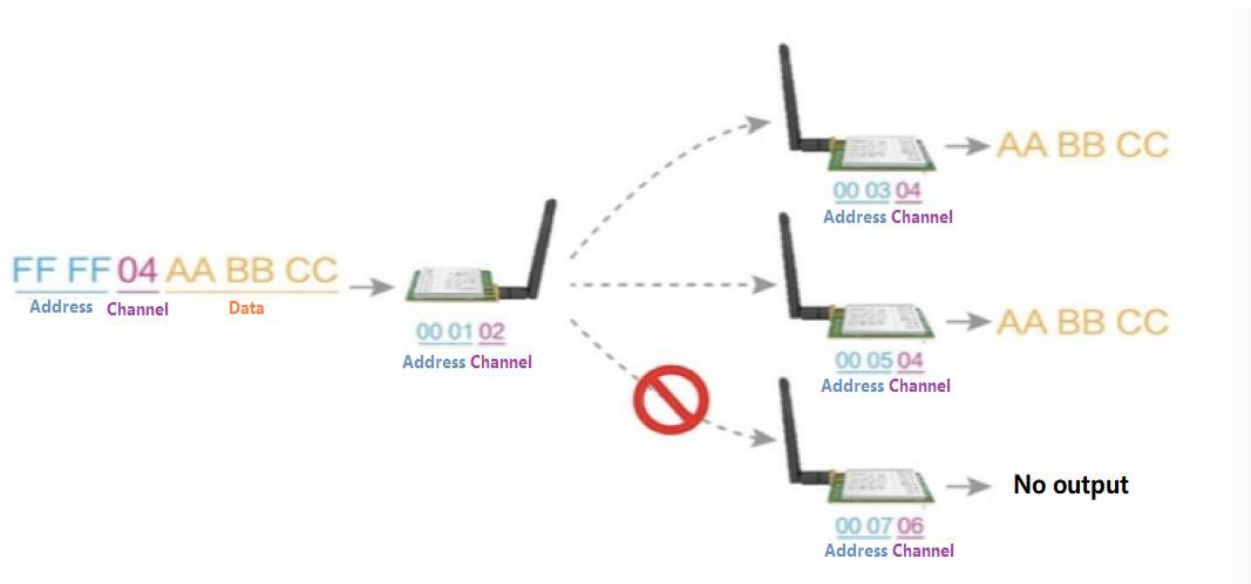 FF FF 04 AA BB CC
Address Channel Data
00 01 02
Address Channel
AA BB CC
00 03 04
Address Channel
AA BB CC
00 05 04
Address Channel
No output
00 07 06
Address Channel